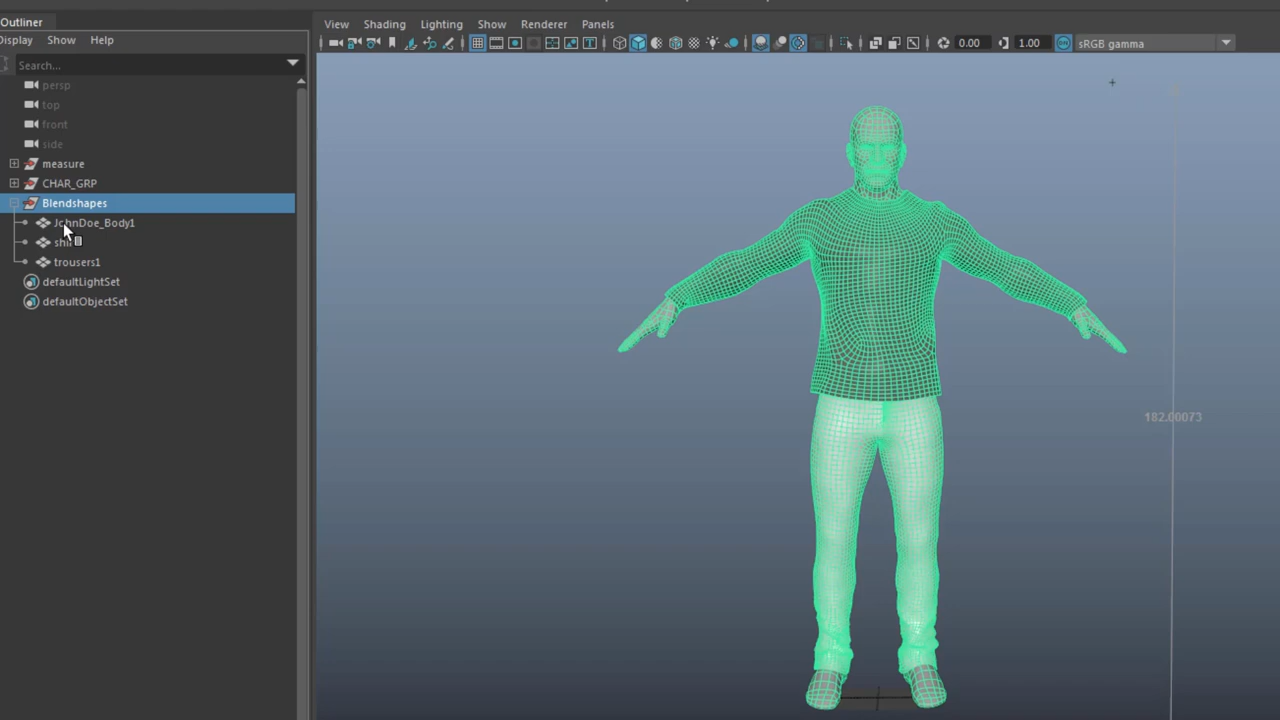 Outliner
Display Show Help
Search...
persp
top
front
side
measure
CHAR_GRP
Blendshapes
JohnDoe_Body1
trousers1
defaultLightSet
defaultObjectSet
View Shading Lighting Show Renderer Panels
0.00 1.00 sRGB gamma
182.00073